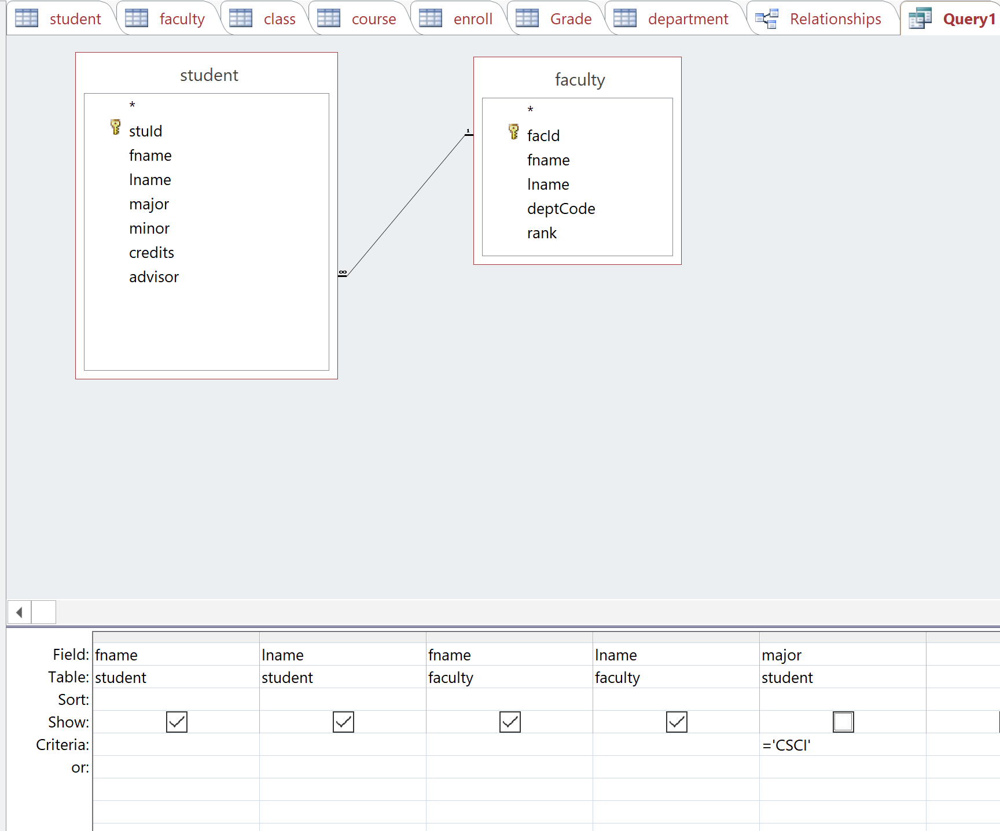 student faculty class course enroll Grade department Relationships Query1
student
*
stuId
fname
lname
major
minor
credits
advisor
faculty
*
facId
fname
lname
deptCode
rank
1
∞
Field: fname lname fname lname major
Table: student student faculty faculty student
Sort:
Show:
Criteria: ='CSCI'
or: